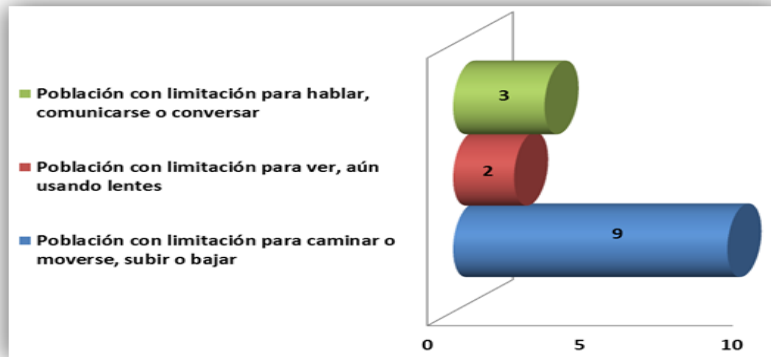 Población con limitación para hablar,
comunicarse o conversar
Población con limitación para ver, aún
usando lentes
Población con limitación para caminar o
moverse, subir o bajar
3
2
9
0 5 10